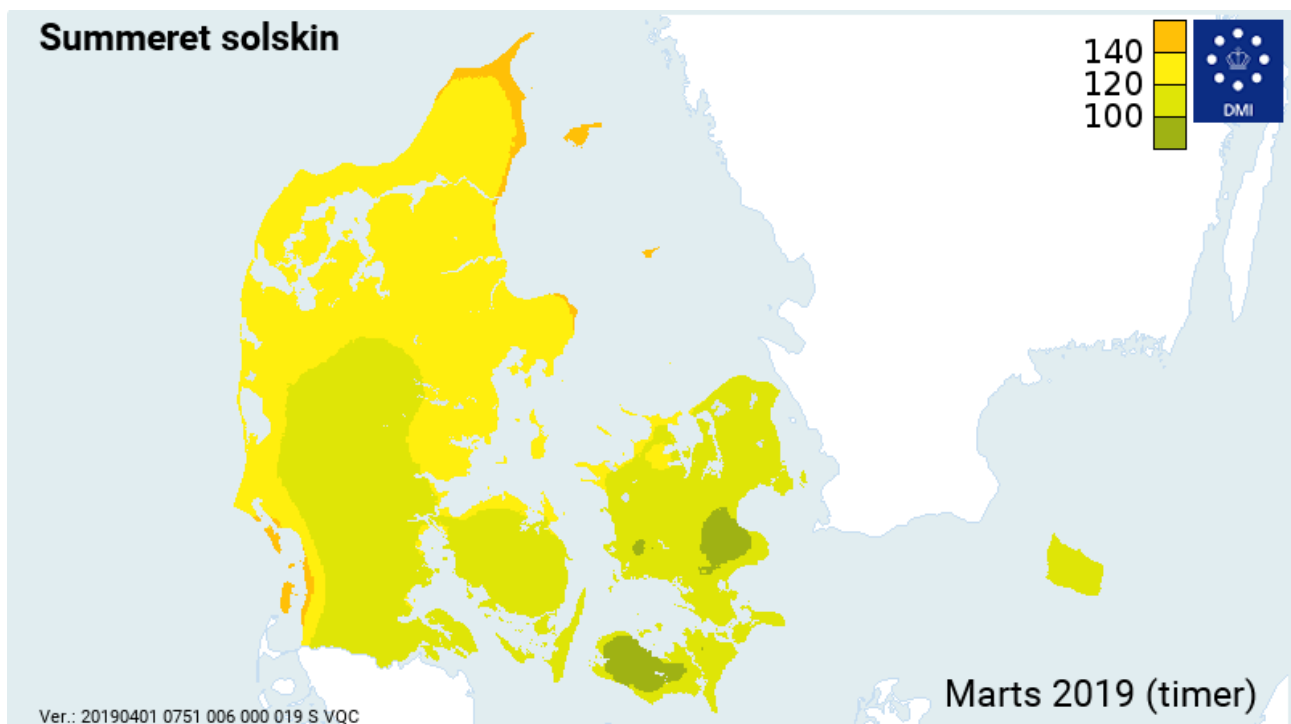 Summeret solskin
140
120
100
DMI
Marts 2019 (timer)
Ver.: 20190401 0751 006 000 019 S VQC